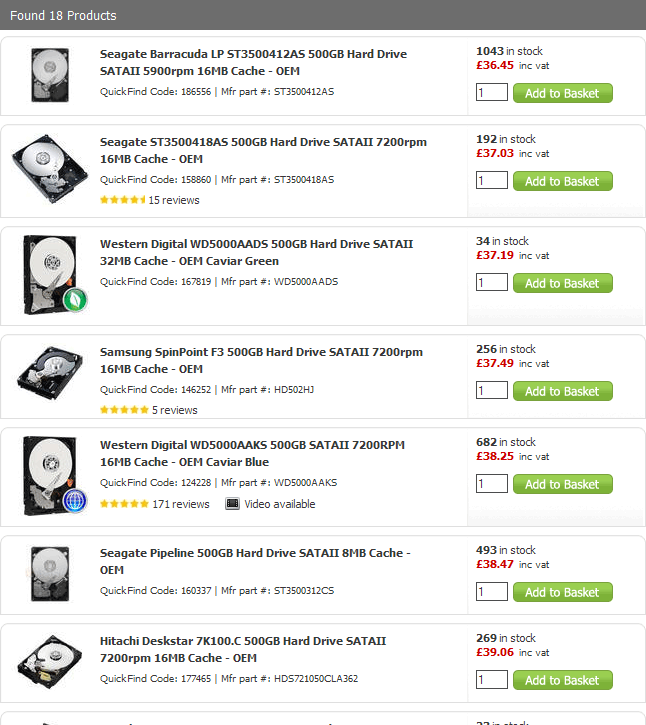 Found 18 Products
Seagate Barracuda LP ST3500412AS 500GB Hard Drive
SATAII 5900rpm 16MB Cache - OEM
QuickFind Code: 186556 | Mfr part #: ST3500412AS
1043 in stock
£36.45 inc vat
1 Add to Basket
Seagate ST3500418AS 500GB Hard Drive SATAII 7200rpm
16MB Cache - OEM
QuickFind Code: 158860 | Mfr part #: ST3500418AS
15 reviews
192 in stock
£37.03 inc vat
1 Add to Basket
Western Digital WD5000AADS 500GB Hard Drive SATAII
32MB Cache - OEM Caviar Green
QuickFind Code: 167819 | Mfr part #: WD5000AADS
34 in stock
£37.19 inc vat
1 Add to Basket
Samsung SpinPoint F3 500GB Hard Drive SATAII 7200rpm
16MB Cache - OEM
QuickFind Code: 146252 | Mfr part #: HD502HJ
5 reviews
256 in stock
£37.49 inc vat
1 Add to Basket
Western Digital WD5000AAKS 500GB SATAII 7200RPM
16MB Cache - OEM Caviar Blue
QuickFind Code: 124228 | Mfr part #: WD5000AAKS
171 reviews Video available
682 in stock
£38.25 inc vat
1 Add to Basket
Seagate Pipeline 500GB Hard Drive SATAII 8MB Cache -
OEM
QuickFind Code: 160337 | Mfr part #: ST3500312CS
493 in stock
£38.47 inc vat
1 Add to Basket
Hitachi Deskstar 7K100.C 500GB Hard Drive SATAII
7200rpm 16MB Cache - OEM
QuickFind Code: 177465 | Mfr part #: HDS721050CLA362
269 in stock
£39.06 inc vat
1 Add to Basket